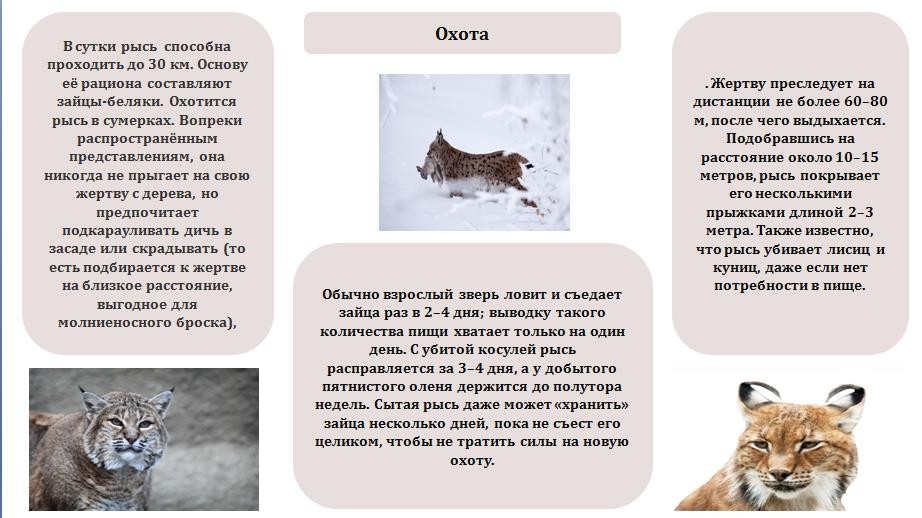 Охота
В сутки рысь способна
проходить до 30 км. Основу
её рациона составляют
зайцы-беляки. Охотится
рысь в сумерках. Вопреки
распространённым
представлениям, она
никогда не прыгает на свою
жертву с дерева, но
предпочитает
подкарауливать дичь в
засаде или скрадывать (то
есть подбирается к жертве
на близкое расстояние,
выгодное для
молниеносного броска),
Обычно взрослый зверь ловит и съедает
зайца раз в 2–4 дня; выводку такого
количества пищи хватает только на один
день. С убитой косулей рысь
расправляется за 3–4 дня, а у добытого
пятнистого оленя держится до полутора
недель. Сытая рысь даже может «хранить»
зайца несколько дней, пока не съест его
целиком, чтобы не тратить силы на новую
охоту.
. Жертву преследует на
дистанции не более 60–80
м, после чего выдыхается.
Подобравшись на
расстояние около 10–15
метров, рысь покрывает
его несколькими
прыжками длиной 2–3
метра. Также известно,
что рысь убивает лисиц и
куниц, даже если нет
потребности в пище.